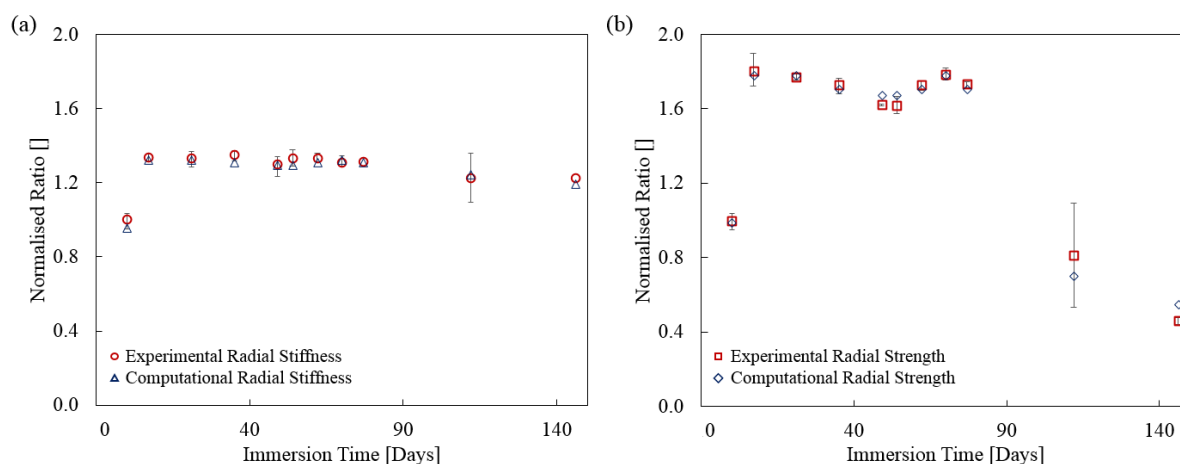 (a)
2.0
1.6
1.2
0.8
0.4
0.0
Normalised Ratio []
Experimental Radial Stiffness
Computational Radial Stiffness
0
40
90
140
Immersion Time [Days]
(b)
2.0
1.6
1.2
0.8
0.4
0.0
Normalised Ratio []
Experimental Radial Strength
Computational Radial Strength
0
40
90
140
Immersion Time [Days]